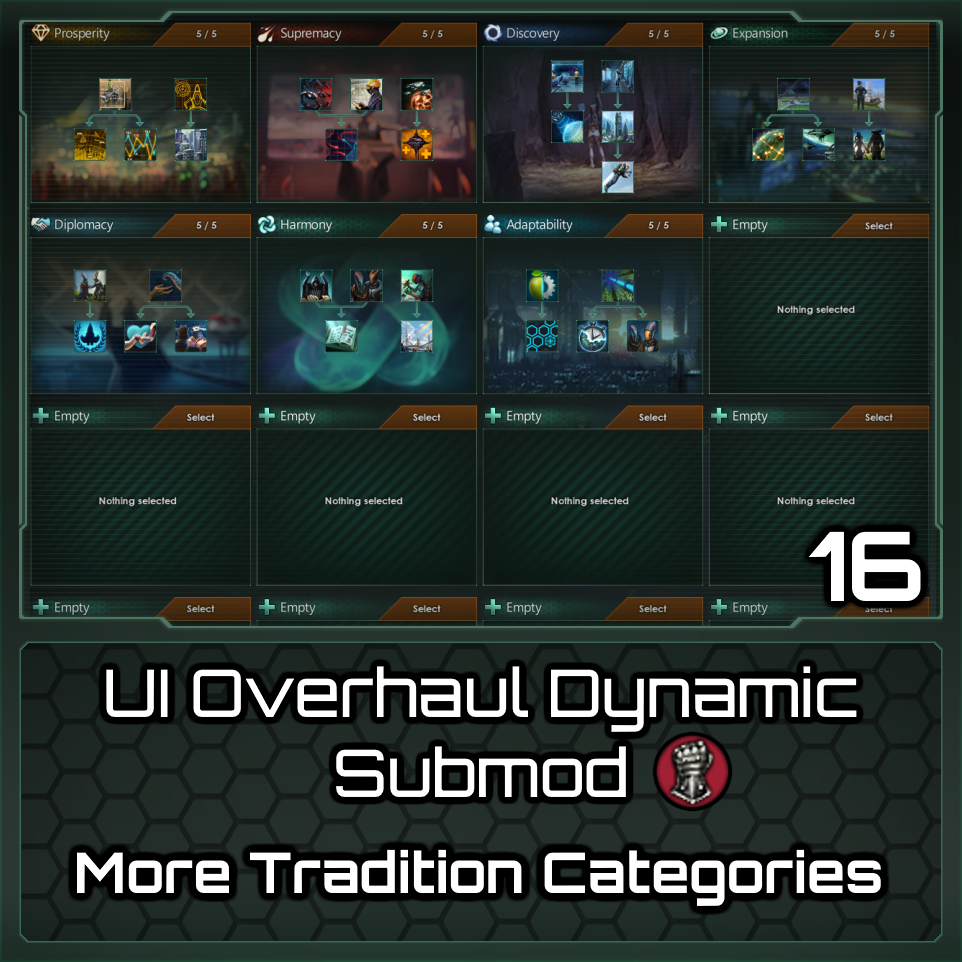 Prosperity 5 / 5 Supremacy 5 / 5 Discovery 5 / 5 Expansion 5 / 5
Diplomacy 5 / 5 Harmony 5 / 5 Adaptability 5 / 5 Empty Select
Nothing selected
Empty Select Empty Select Empty Select Empty Select
Nothing selected Nothing selected Nothing selected Nothing selected
16
Empty Select Empty Select Empty Select Empty Select
UI Overhaul Dynamic
Submod
More Tradition Categories